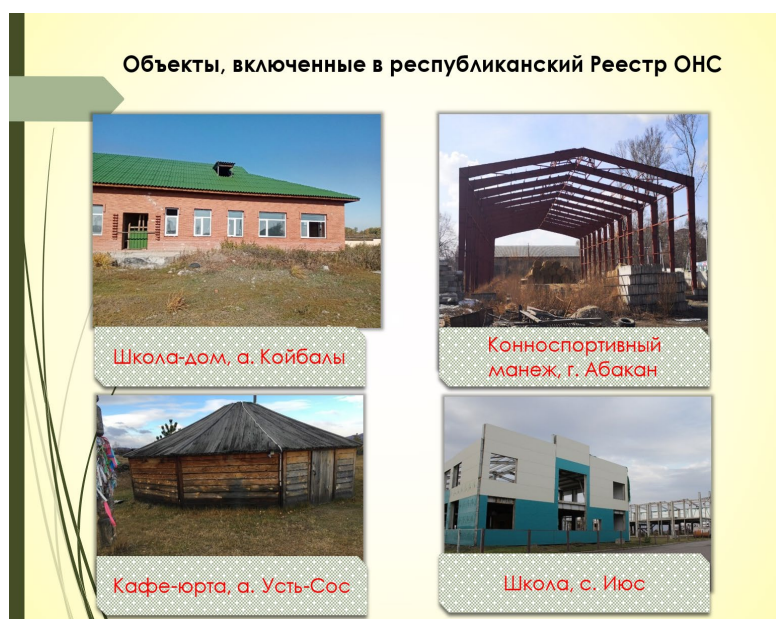 Объекты, включенные в республиканский Реестр ОНС
Школа-дом, а. Койбалы
Конноспортивный
манеж, г. Абакан
Кафе-юрта, а. Усть-Сос
Школа, с. Июс